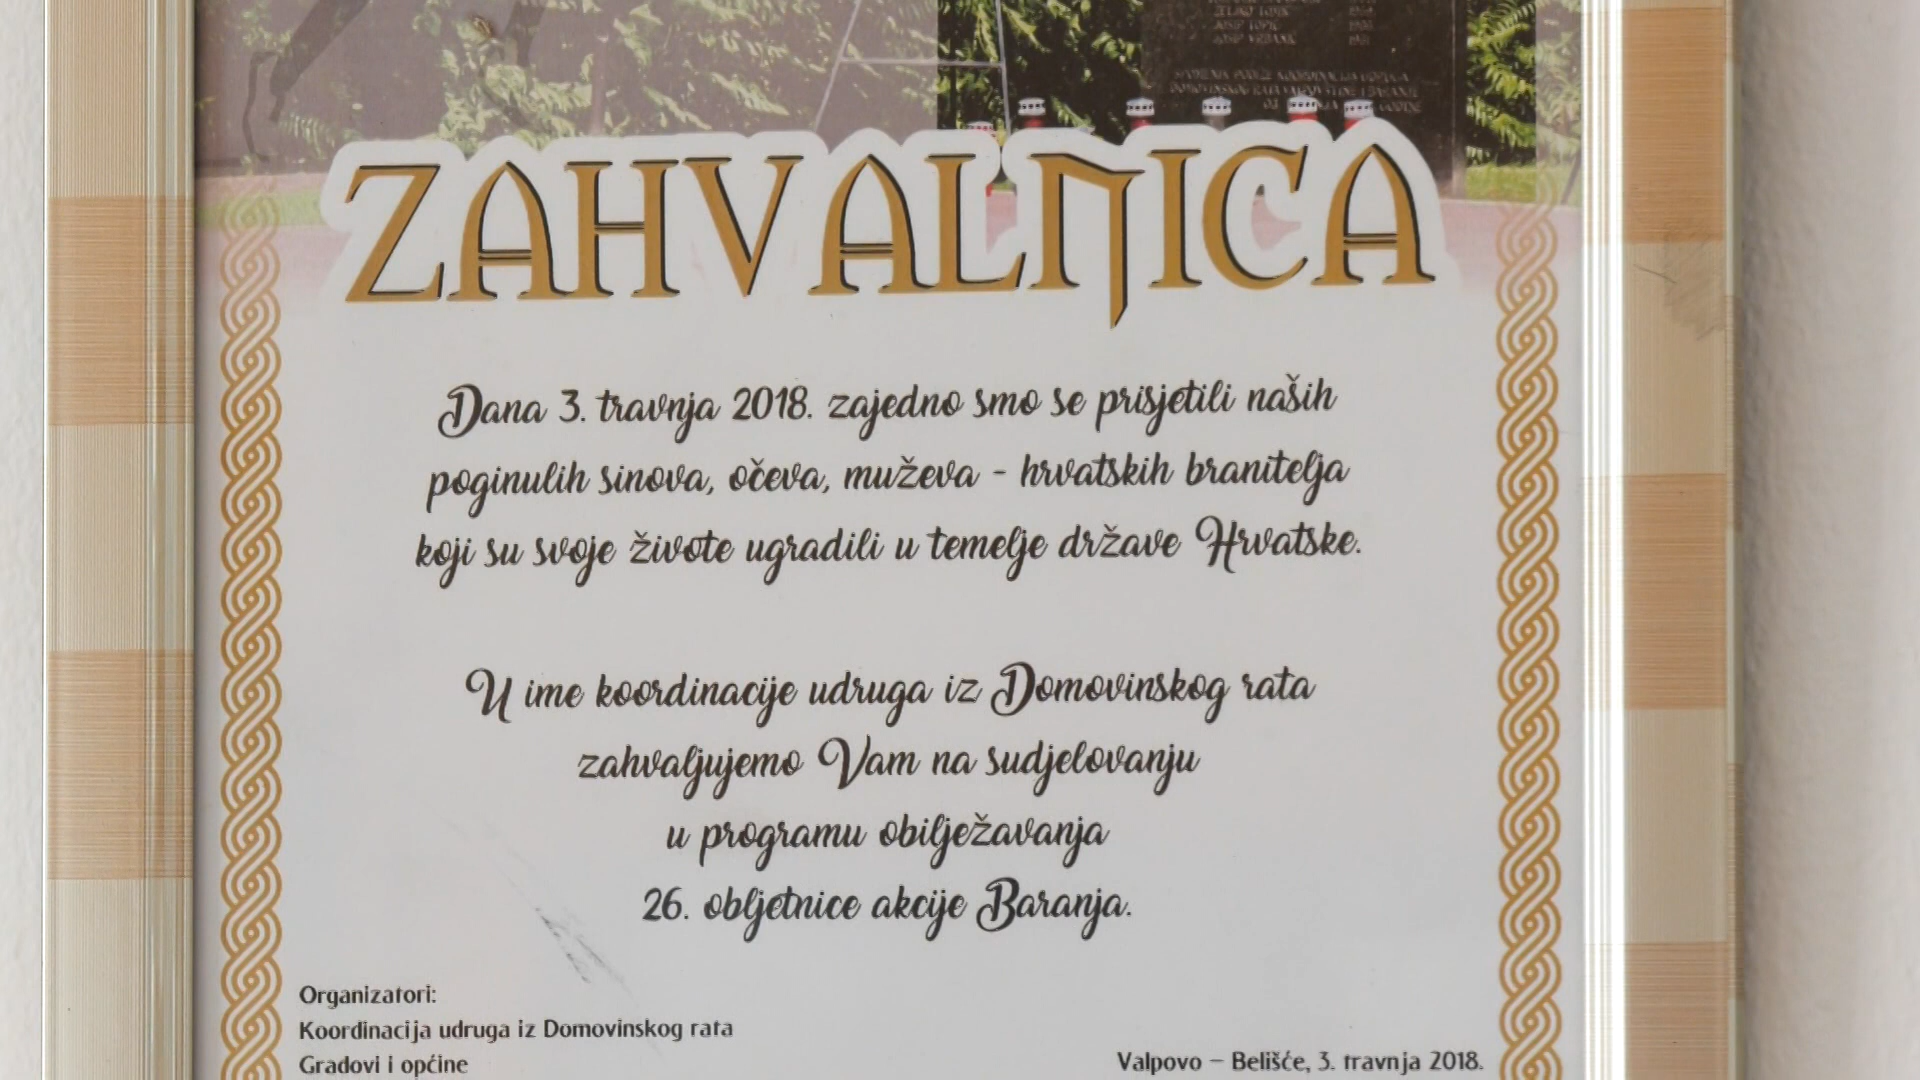 ZAHVALNICA
Dana 3. travnja 2018. zajedno smo se prisjetili naših
poginulih sinova, očeva, muževa - hrvatskih branitelja
koji su svoje živote ugradili u temelje države Hrvatske.
U ime koordinacije udruga iz Domovinskog rata
zahvaljujemo Vam na sudjelovanju
u programu obilježavanja
26. obljetnice akcije Baranja.
Organizatori:
Koordinacija udruga iz Domovinskog rata
Gradovi i općine
Valpovo – Belišće, 3. travnja 2018.